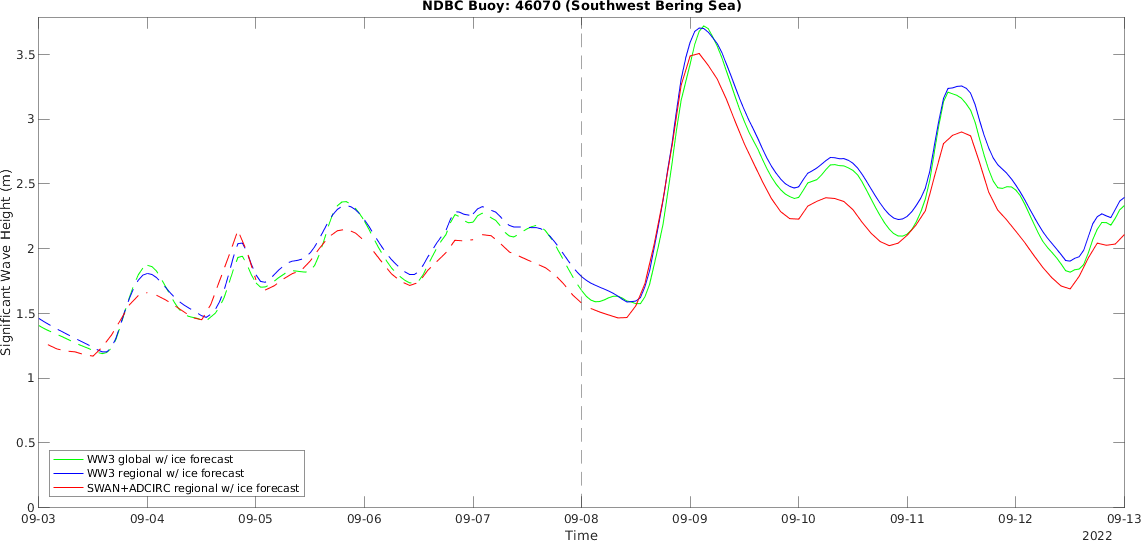 NDBC Buoy: 46070 (Southwest Bering Sea)
Significant Wave Height (m)
3.5
3
2.5
2
1.5
1
0.5
0
WW3 global w/ ice forecast
WW3 regional w/ ice forecast
SWAN+ADCIRC regional w/ ice forecast
09-03 09-04 09-05 09-06 09-07 09-08 09-09 09-10 09-11 09-12 09-13
Time
2022